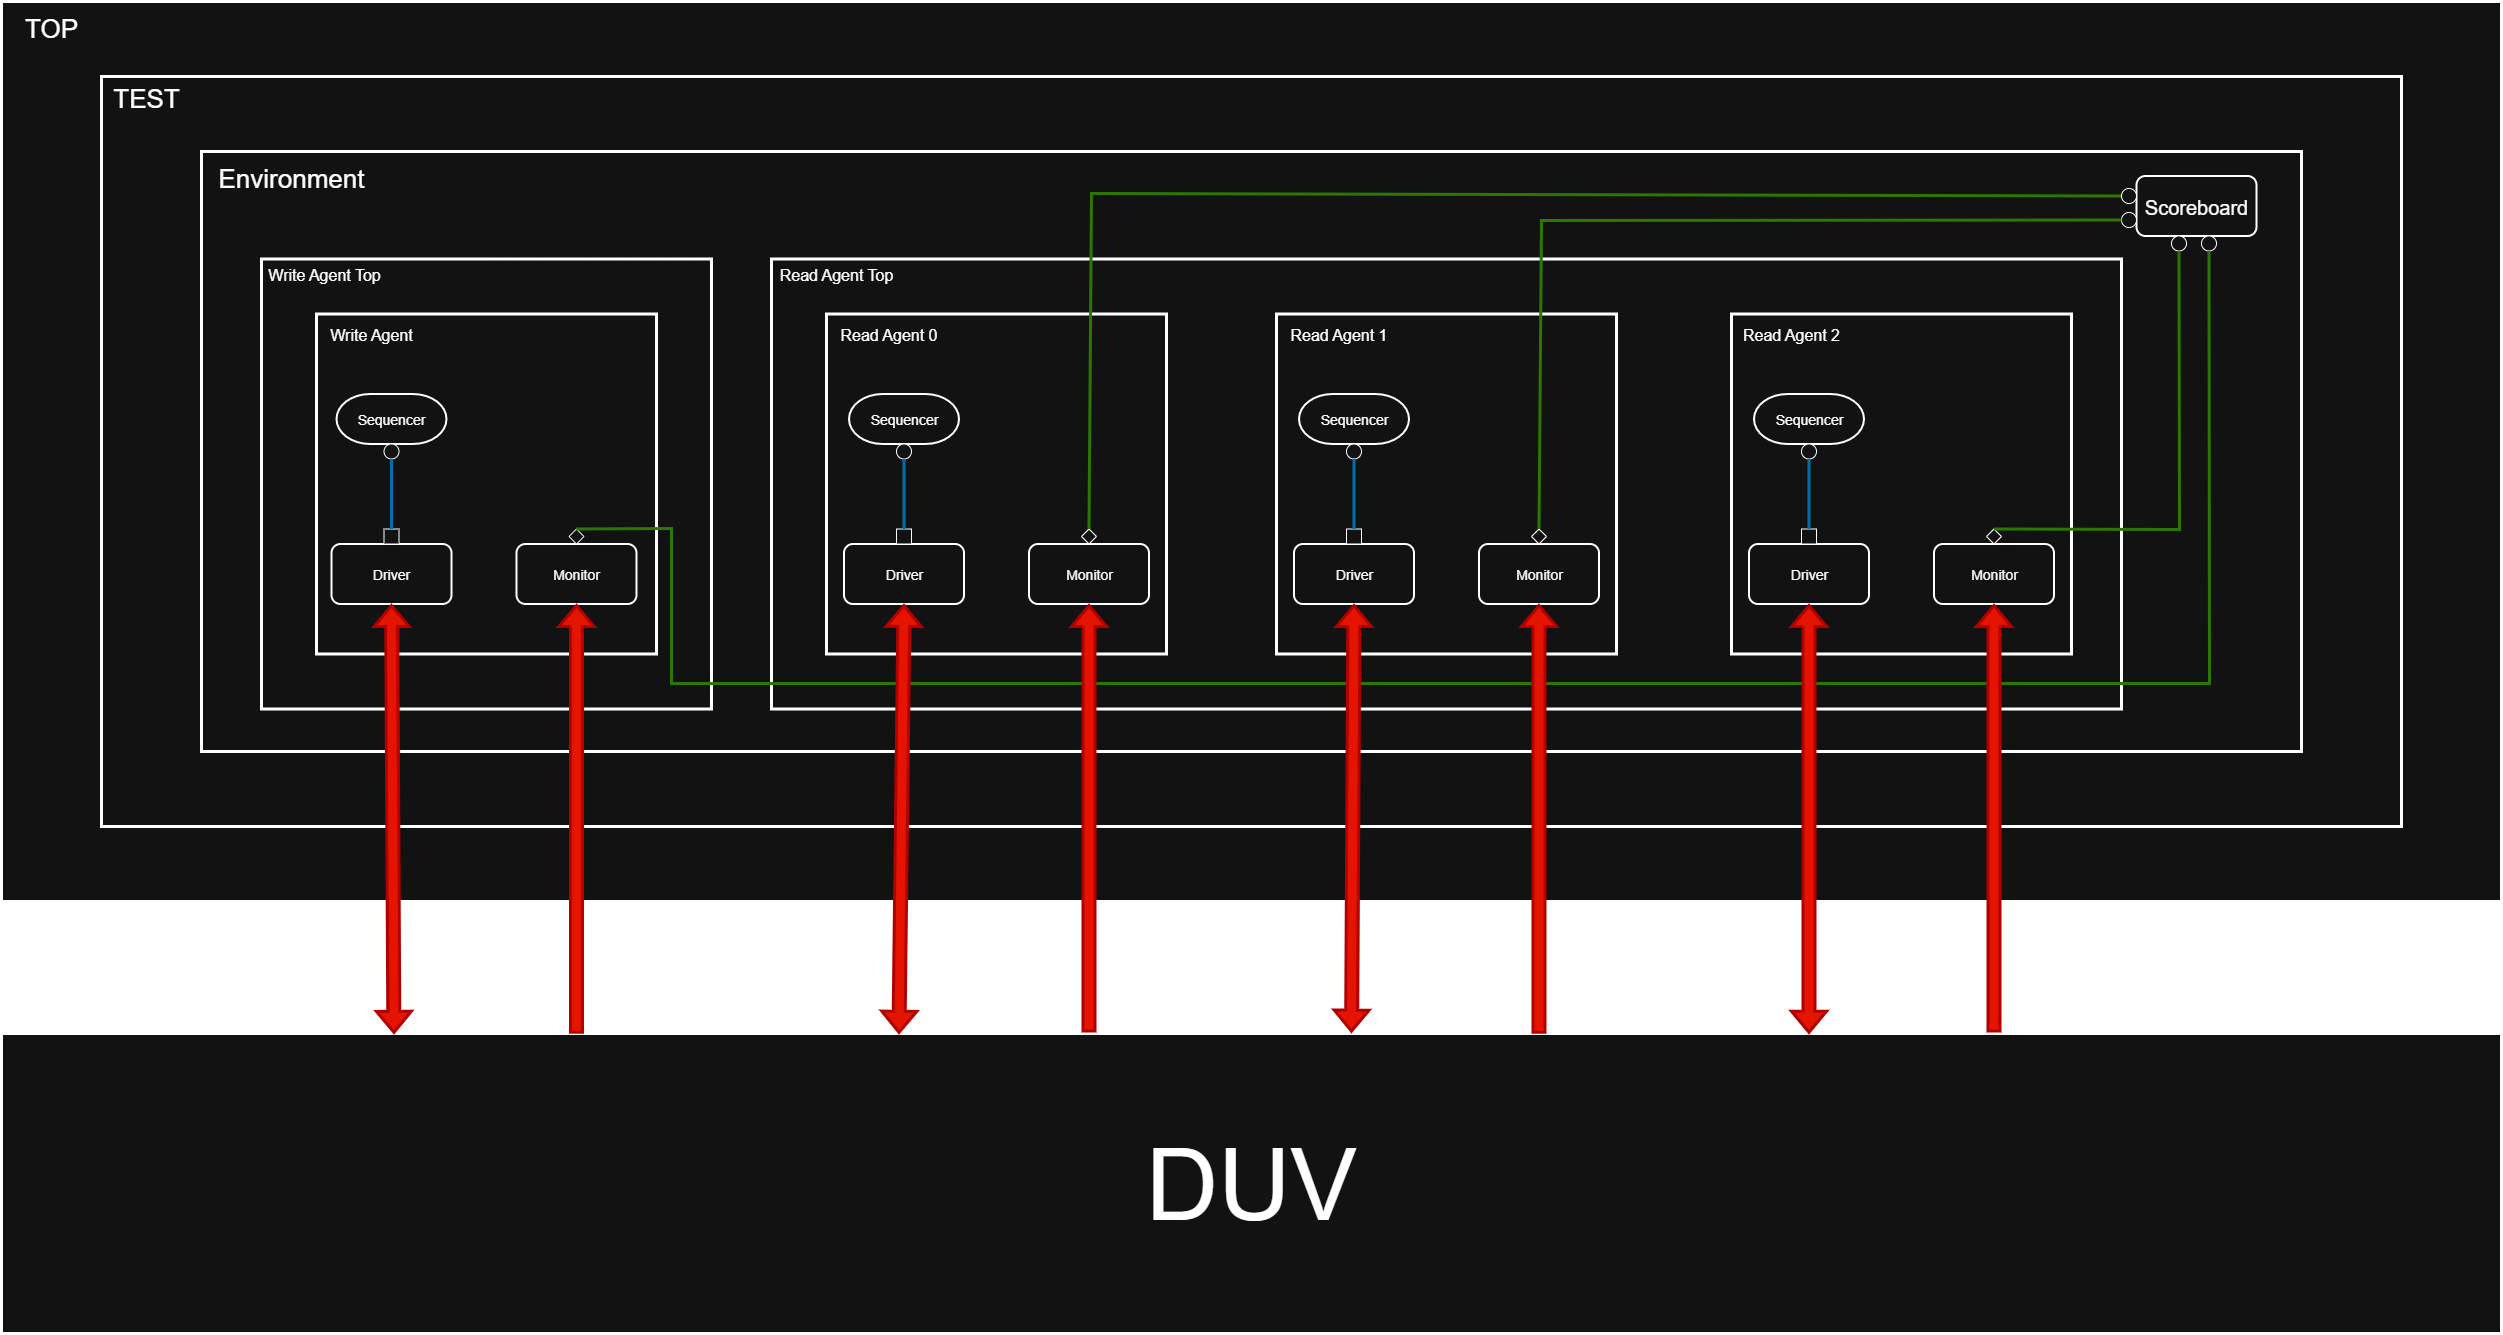 TOP
TEST
Environment
Scoreboard
Write Agent Top
Read Agent Top
Write Agent
Read Agent 0
Read Agent 1
Read Agent 2
Sequencer
Sequencer
Sequencer
Sequencer
Driver
Monitor
Driver
Monitor
Driver
Monitor
Driver
Monitor
DUV